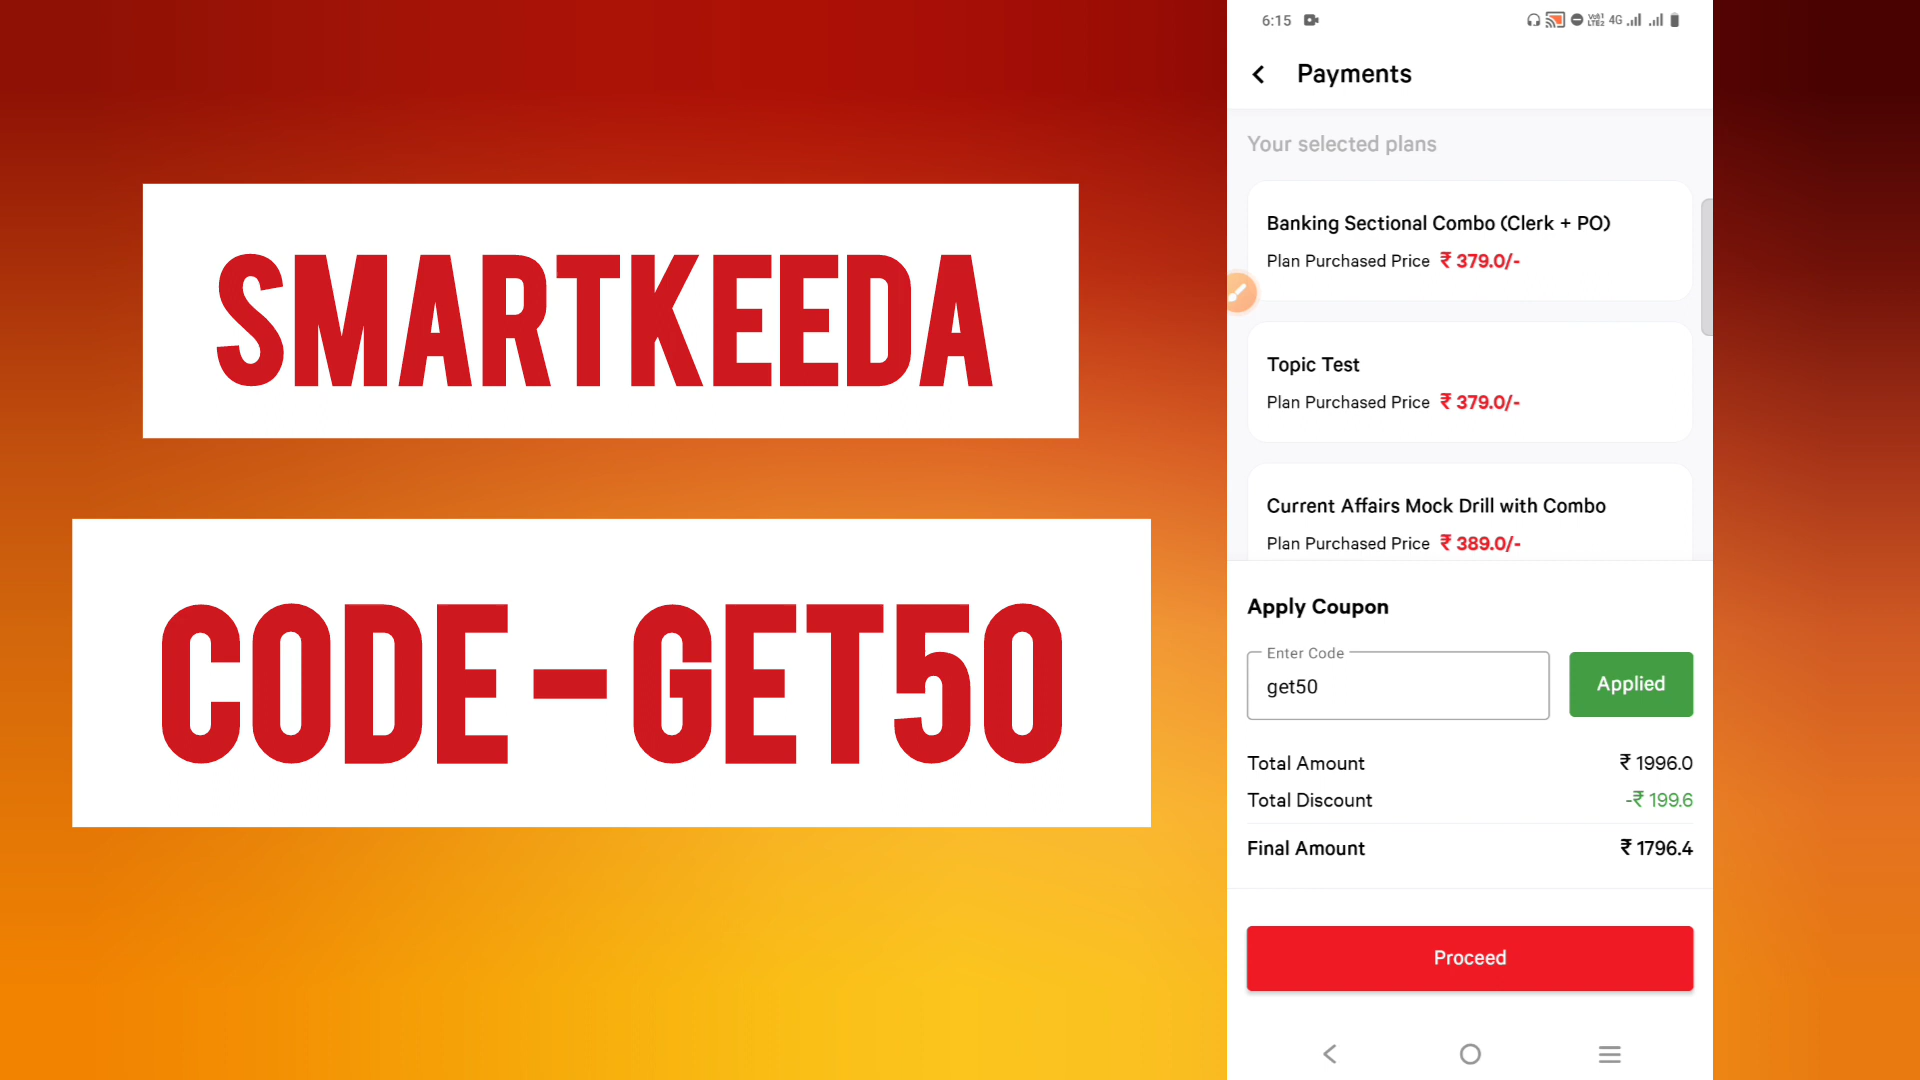 SMARTKEEDA
CODE - GET50
6:15
4G
Payments
Your selected plans
Banking Sectional Combo (Clerk + PO)
Plan Purchased Price ₹ 379.0/-
Topic Test
Plan Purchased Price ₹ 379.0/-
Current Affairs Mock Drill with Combo
Plan Purchased Price ₹ 389.0/-
Apply Coupon
Enter Code
get50
Applied
Total Amount ₹ 1996.0
Total Discount -₹ 199.6
Final Amount ₹ 1796.4
Proceed